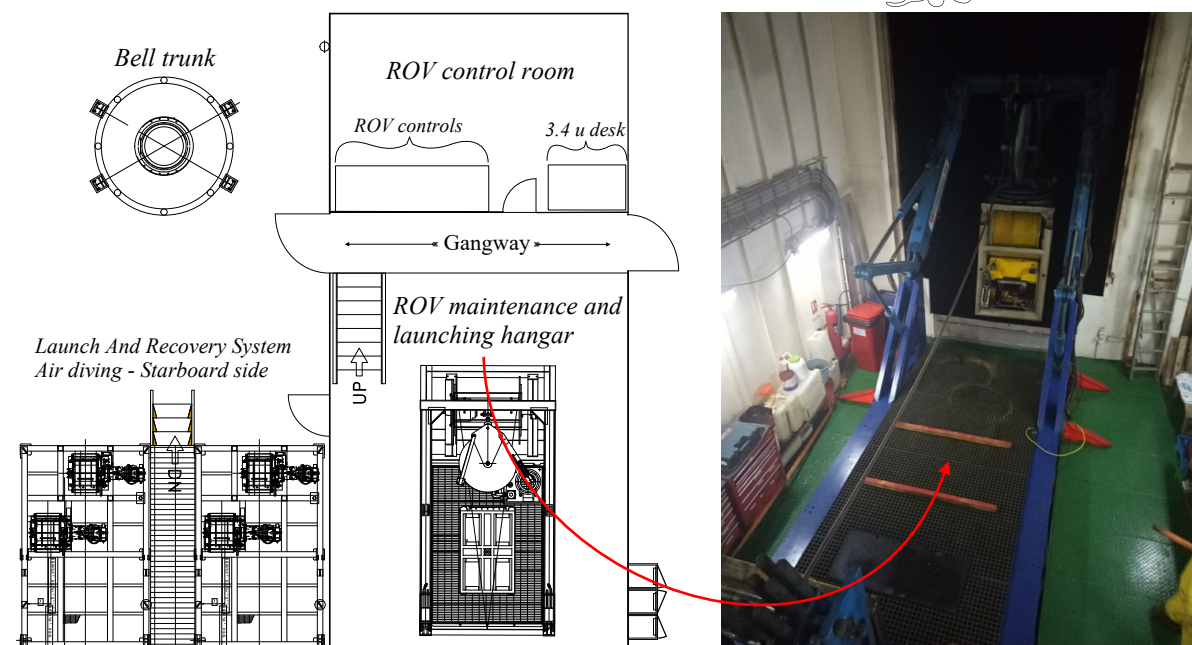 Bell trunk
ROV control room
ROV controls
3.4 u desk
Gangway
ROV maintenance and
launching hangar
Launch And Recovery System
Air diving - Starboard side
UP
DN